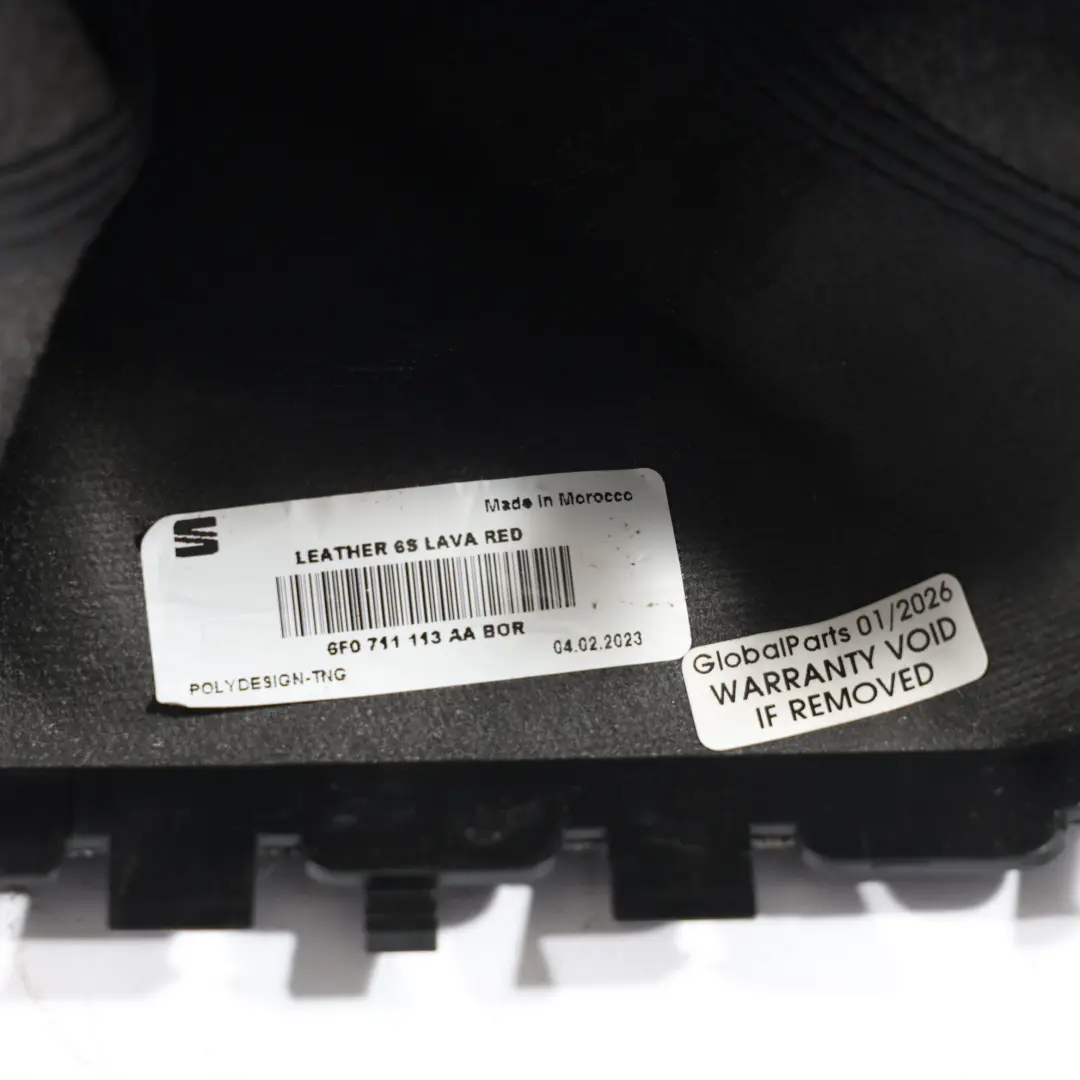 Made in Morocco
LEATHER 6S LAVA RED
6F0 711 113 AA BOR
04.02.2023
POLYDESIGN-TNG
GlobalParts 01/2026
WARRANTY VOID
IF REMOVED